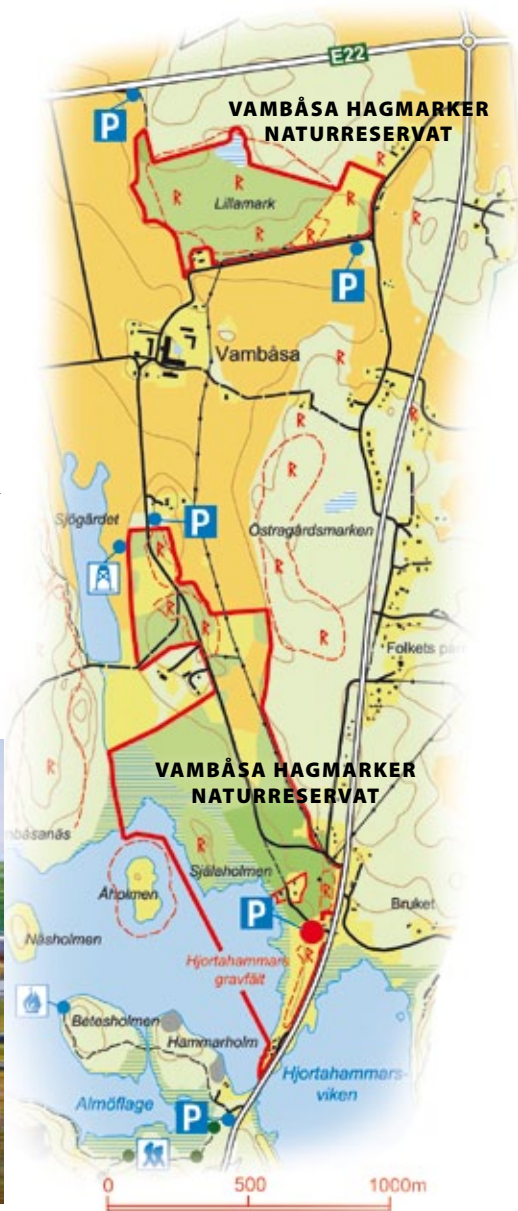 E22
P
VAMBÅSA HAGMARKER
NATURRESERVAT
R
R
R
Lillamark
R
R
R
R
P
Vambåsa
R
R
R
Sjögärdet
P
Östragårdsmarken
R
R
R
R
R
Folkets
R
VAMBÅSA HAGMARKER
NATURRESERVAT
R
Själaholmen
Åholmen
P
Bruket
Näsholmen
R
Hjortahammars
gravfält
Betesholmen
Hammarholm
Hjortahammars-
viken
Almöflage
P
0 500 1000m